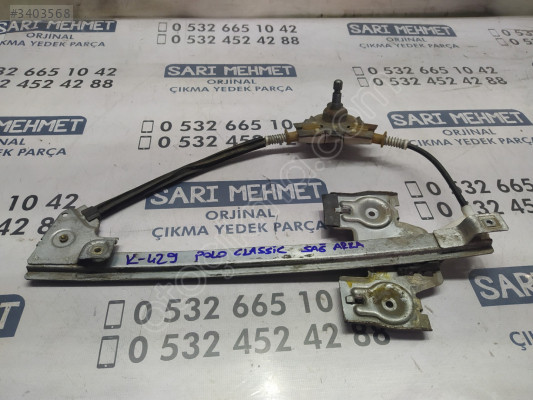 #3403568
SARI MEHMET
ORJİNAL
ÇIKMA YEDEK PARÇA
0 532 665 10 42
0 532 452 42 88
K-429 POLO CLASSIC SAĞ ARKA